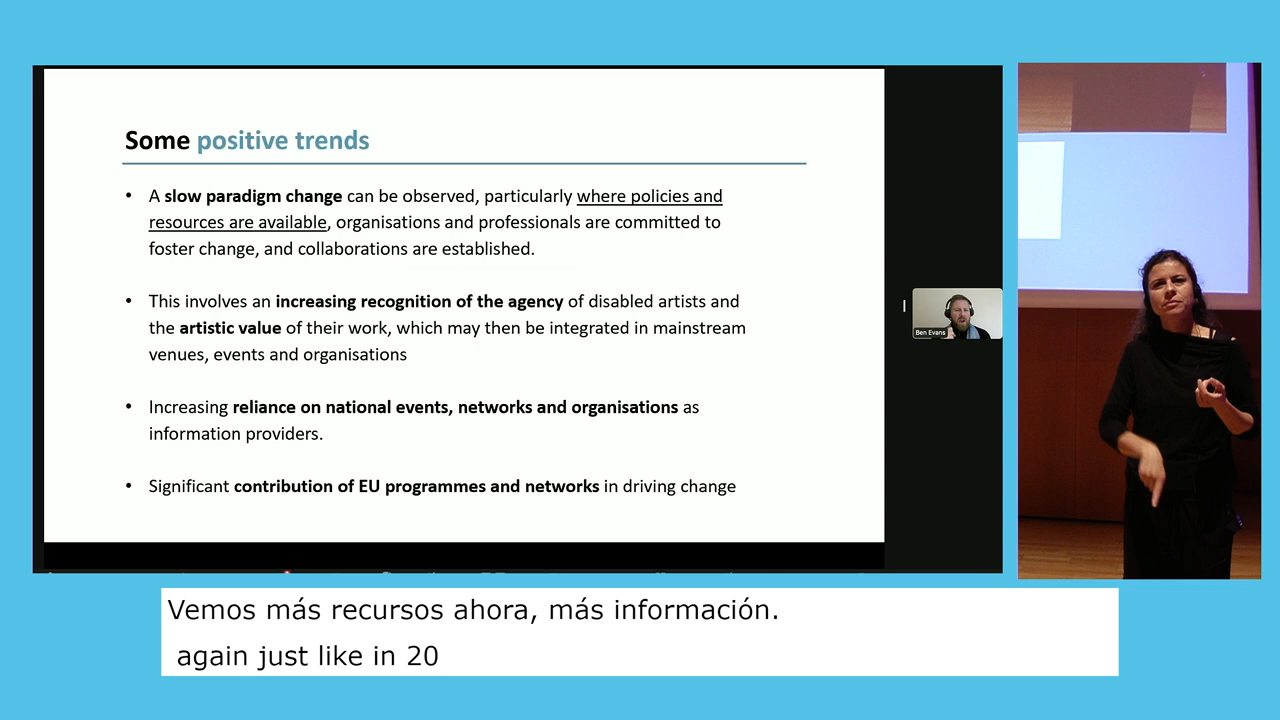 Some positive trends
• A slow paradigm change can be observed, particularly where policies and
resources are available, organisations and professionals are committed to
foster change, and collaborations are established.
• This involves an increasing recognition of the agency of disabled artists and
the artistic value of their work, which may then be integrated in mainstream
venues, events and organisations
• Increasing reliance on national events, networks and organisations as
information providers.
• Significant contribution of EU programmes and networks in driving change
Ben Evans
Vemos más recursos ahora, más información.
again just like in 20